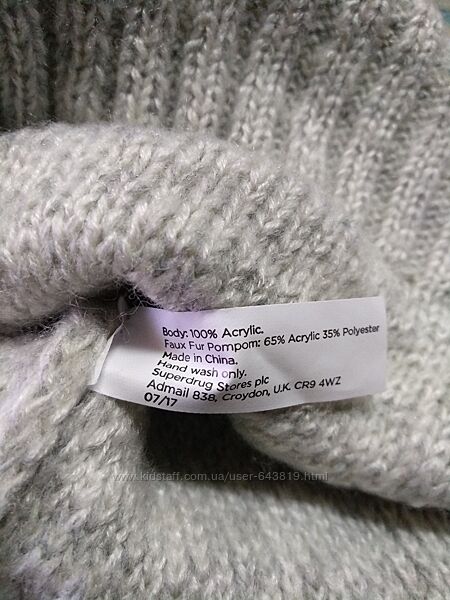 Body: 100% Acrylic.
Faux Fur Pompom: 65% Acrylic 35% Polyester
Made in China.
Hand wash only.
Superdrug Stores plc
Admail 838, Croydon, U.K. CR9 4WZ
07/17
www.kidstaff.com.ua/user-643819.html